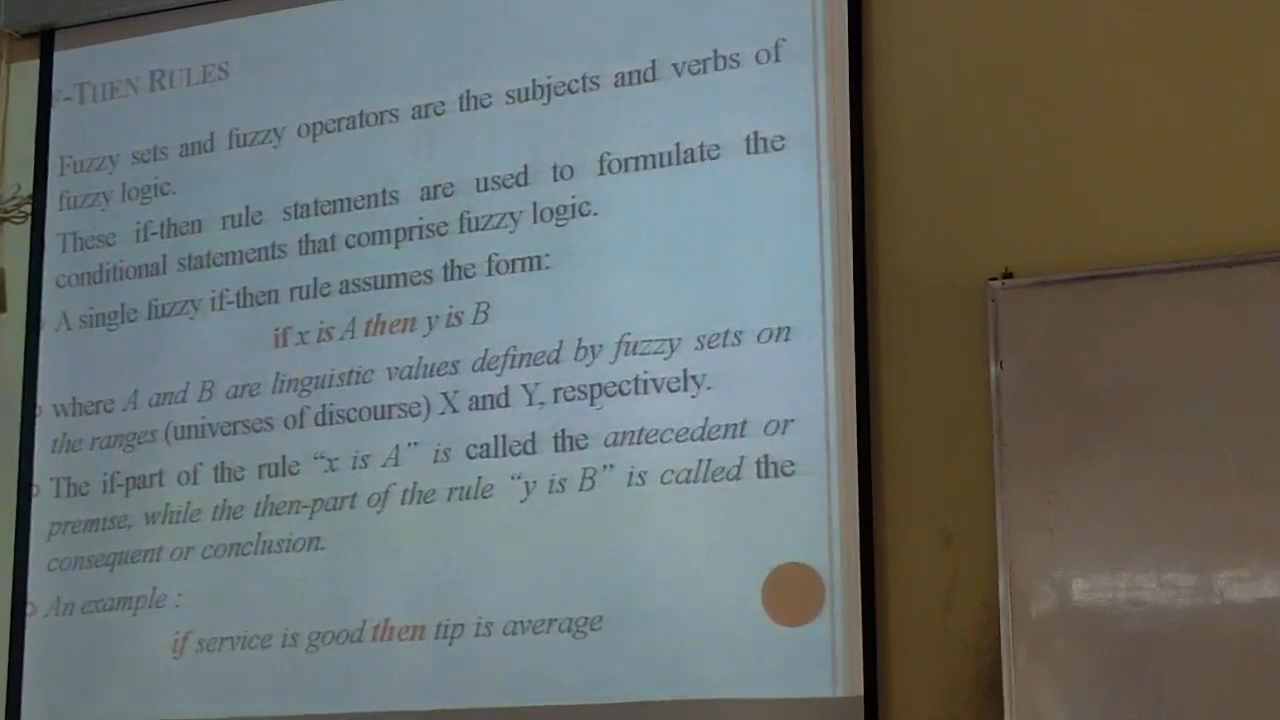 F-THEN RULES
Fuzzy sets and fuzzy operators are the subjects and verbs of
fuzzy logic.
These if-then rule statements are used to formulate the
conditional statements that comprise fuzzy logic.
A single fuzzy if-then rule assumes the form:
if x is A then y is B
where A and B are linguistic values defined by fuzzy sets on
the ranges (universes of discourse) X and Y, respectively.
The if-part of the rule “x is A” is called the antecedent or
premise, while the then-part of the rule “y is B” is called the
consequent or conclusion.
An example :
if service is good then tip is average